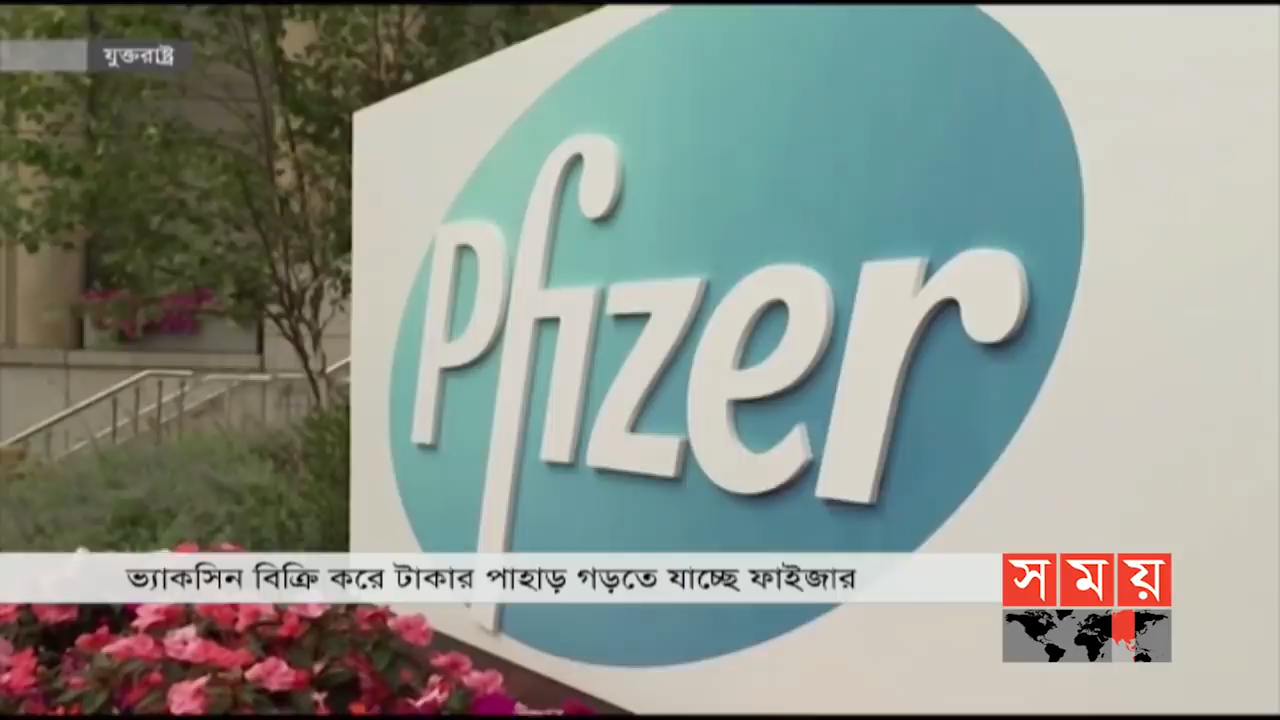 যুক্তরাষ্ট্র
Pfizer
ভ্যাকসিন বিক্রি করে টাকার পাহাড় গড়তে যাচ্ছে ফাইজার
সময়